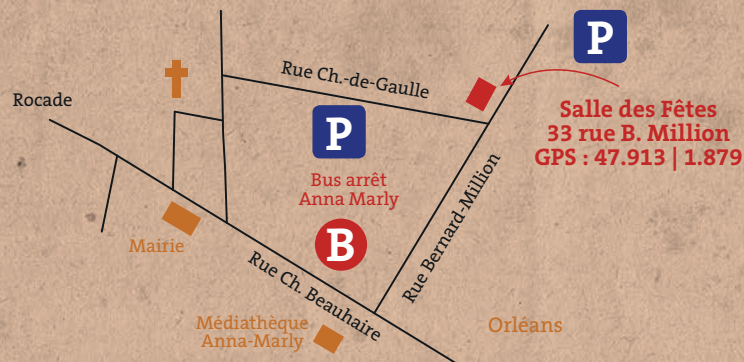 P
Rue Ch.-de-Gaulle
Rocade
Salle des Fêtes
33 rue B. Million
GPS : 47.913 | 1.879
P
Bus arrêt
Anna Marly
B
Rue Bernard-Million
Mairie
Rue Ch. Beauhaire
Médiathèque
Anna-Marly
Orléans